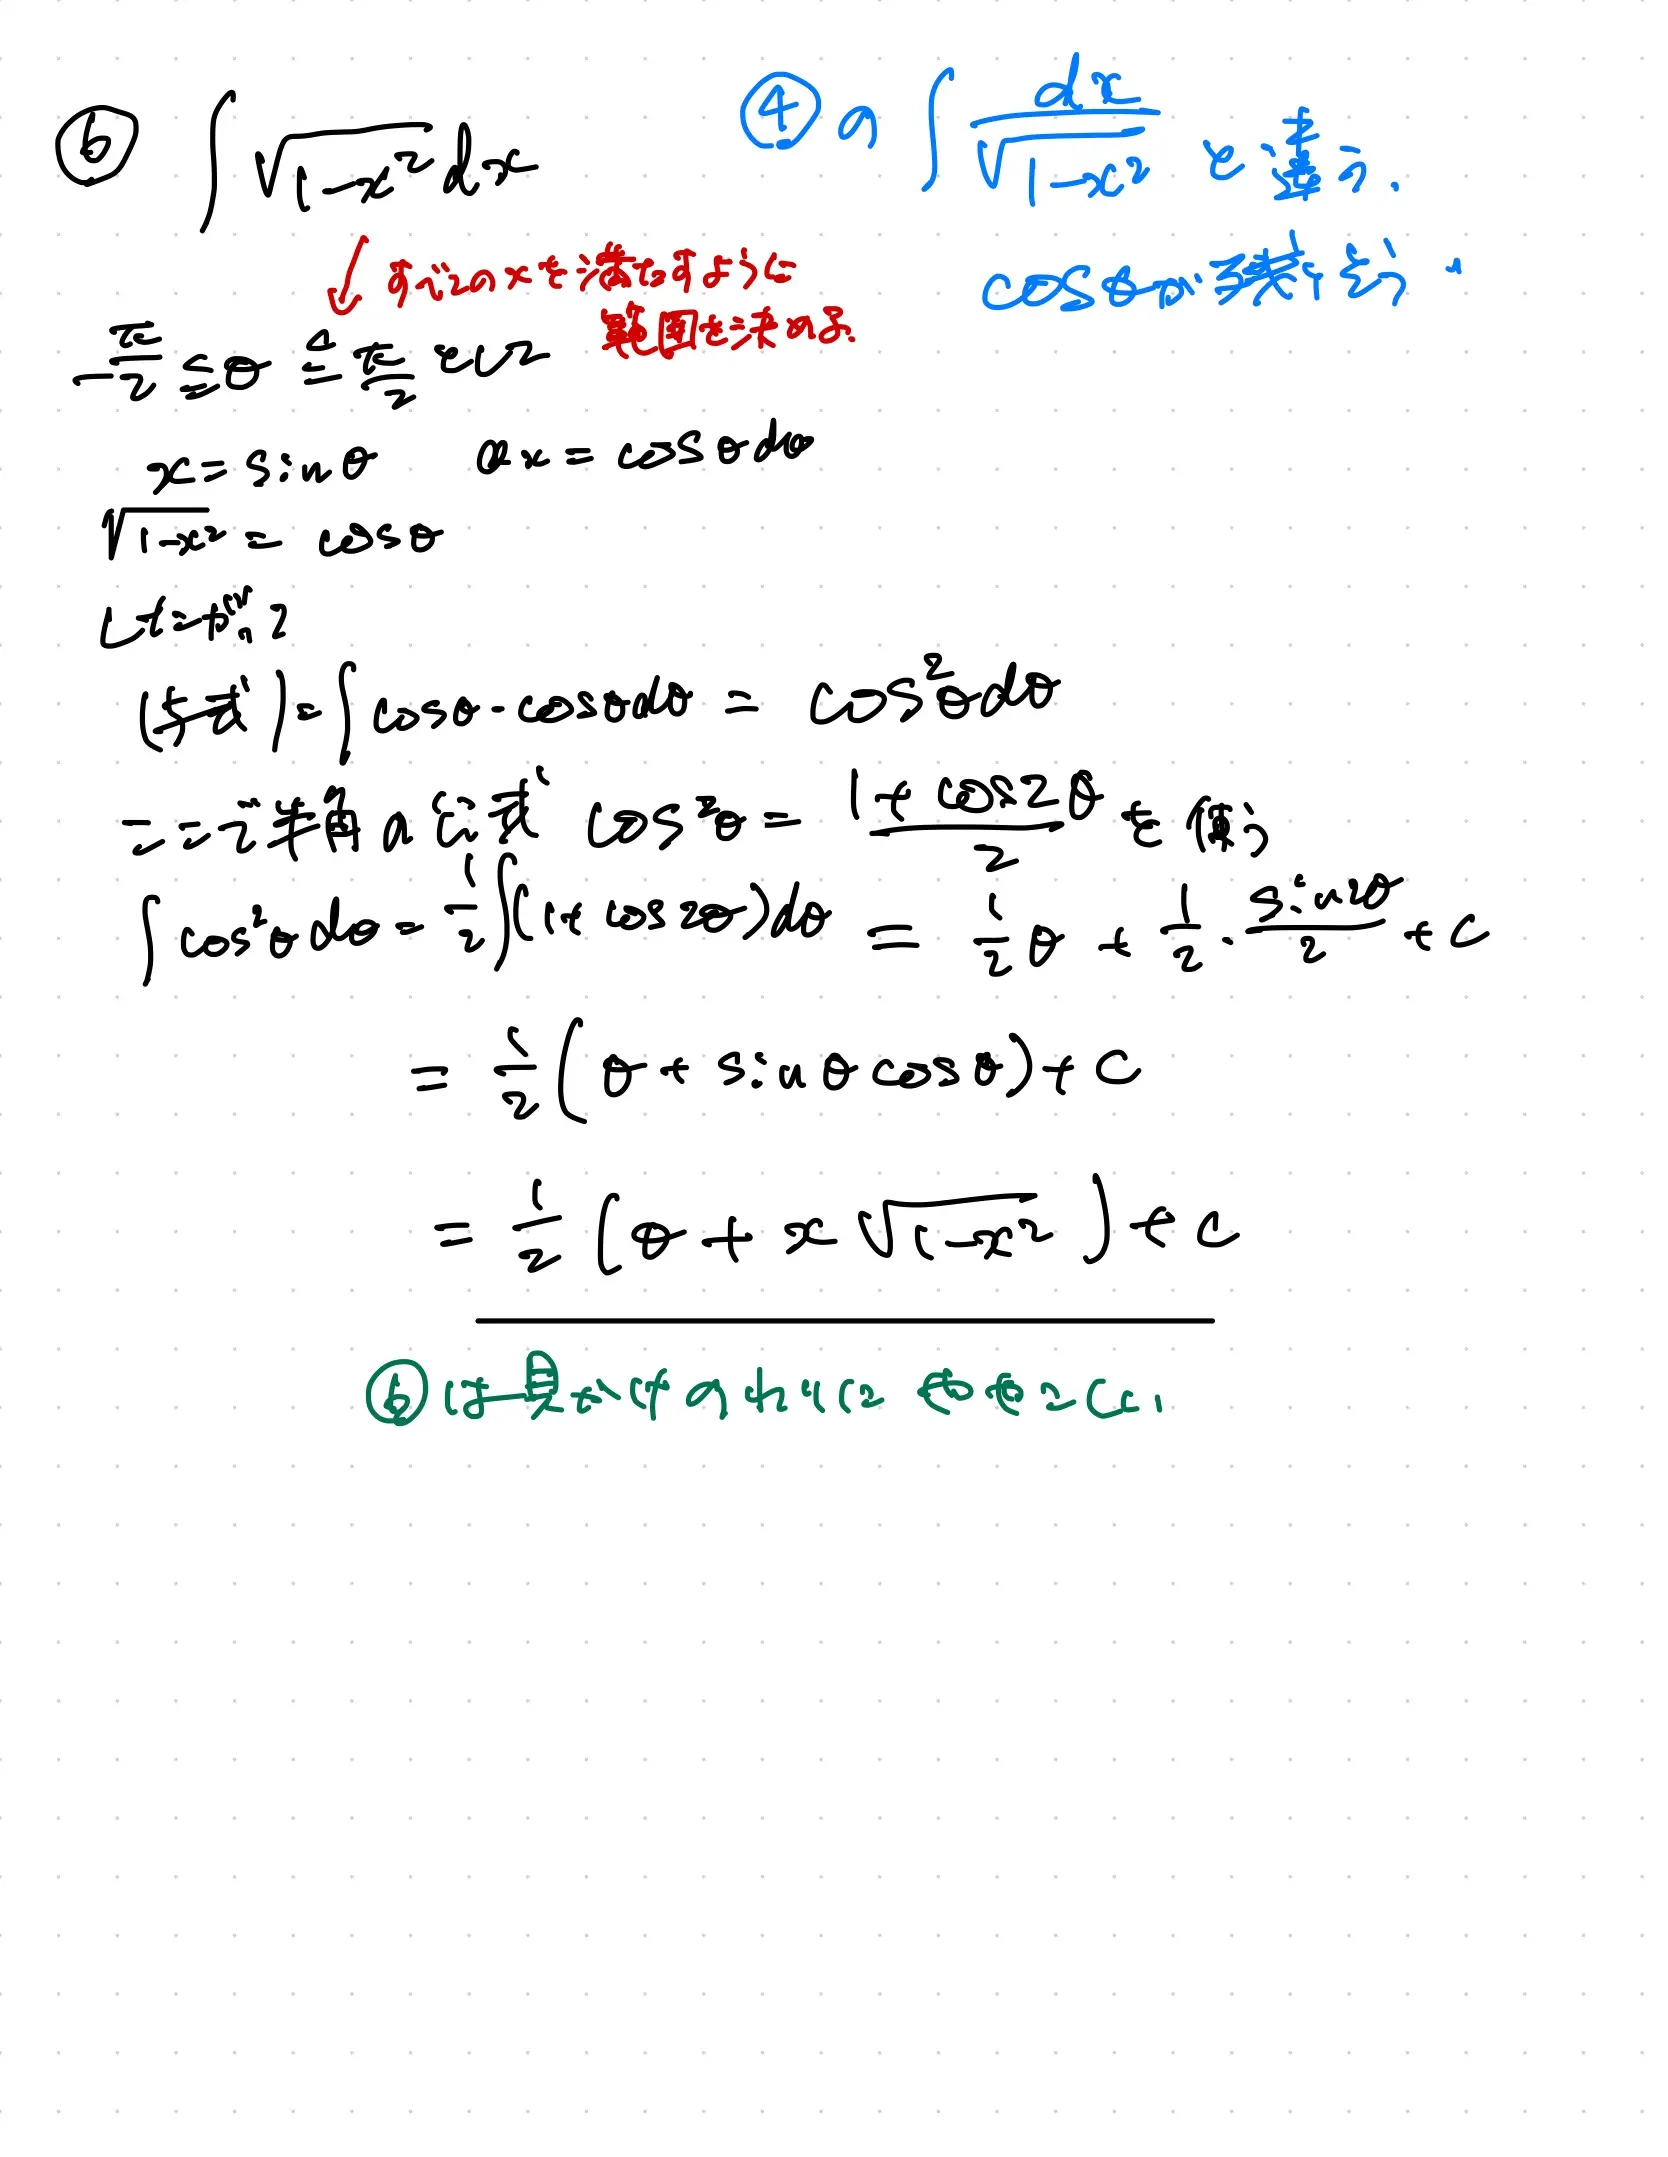 ⑥ ∫√(1-x²) dx
④の ∫ dx/√(1-x²) と違う.
cosθが残りそう..
↓ すべてのxを満たすように
範囲を決める.
-π/2 ≦ θ ≦ π/2 として
x = sinθ dx = cosθdθ
√(1-x²) = cosθ
したがって
(与式) = ∫ cosθ・cosθdθ = cos²θdθ
ここで半角の公式 cos²θ = (1+cos2θ)/2 を使う
∫cos²θdθ = 1/2 ∫(1+cos2θ)dθ = 1/2 θ + 1/2・sin2θ/2 + C
= 1/2 (θ + sinθcosθ) + C
= 1/2 (θ + x√(1-x²)) + C
⑥は見かけのわりにややこしい